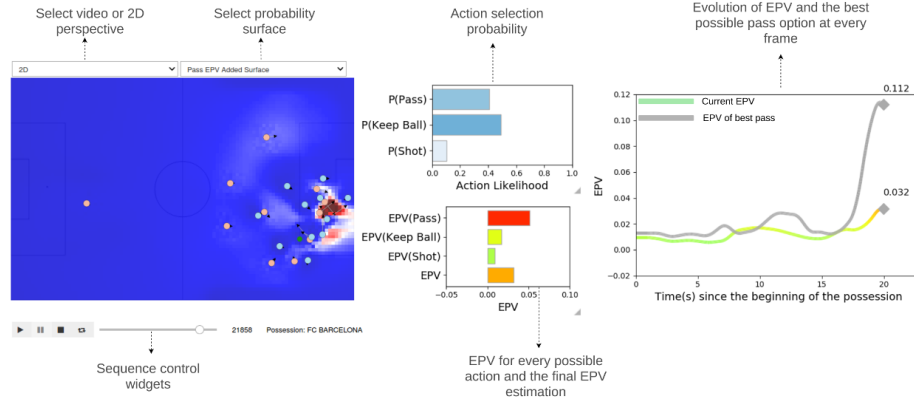 Select video or 2D
perspective
Select probability
surface
Action selection
probability
Evolution of EPV and the best
possible pass option at every
frame
2D
Pass EPV Added Surface
P(Pass)
P(Keep Ball)
P(Shot)
0.0 0.2 0.4 0.6 0.8 1.0
Action Likelihood
EPV(Pass)
EPV(Keep Ball)
EPV(Shot)
EPV
−0.05 0.00 0.05 0.10
EPV
0.12
0.10
0.08
0.06
0.04
0.02
0.00
−0.02
EPV
Current EPV
EPV of best pass
0.112
0.032
0 5 10 15 20
Time(s) since the beginning of the possession
21858
Possession: FC BARCELONA
Sequence control
widgets
EPV for every possible
action and the final EPV
estimation